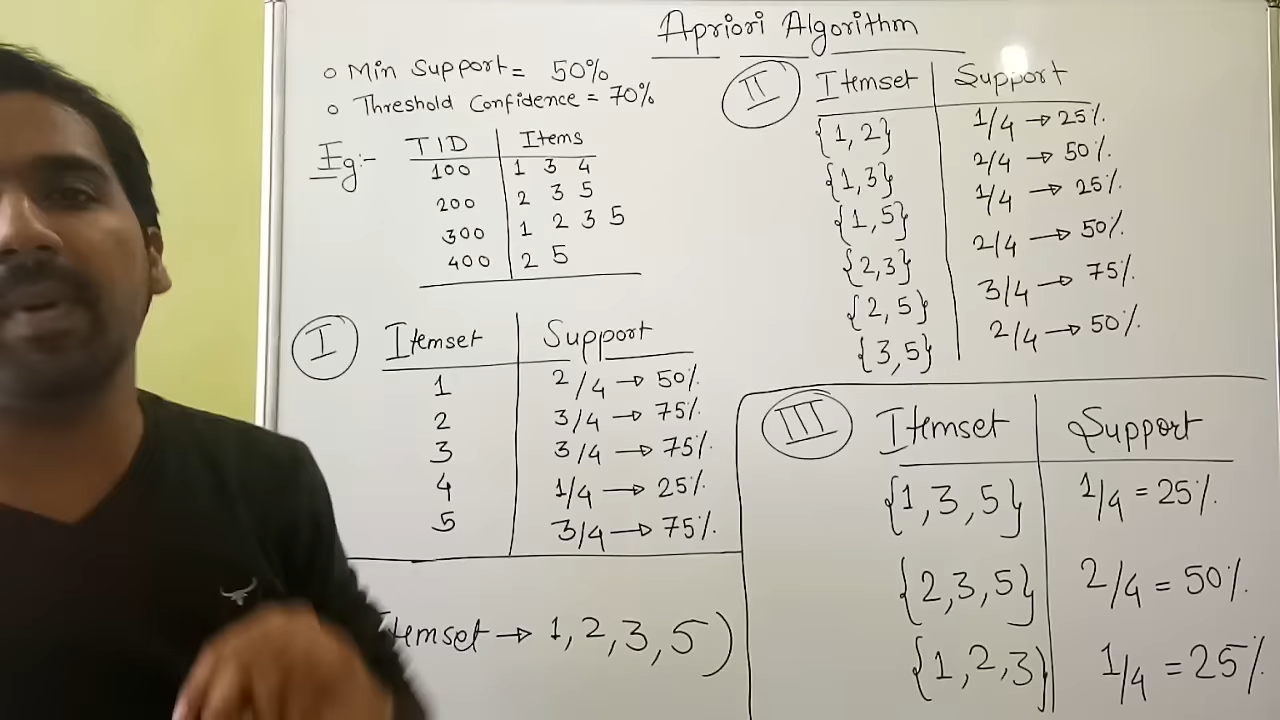 Apriori Algorithm
o Min Support = 50%
o Threshold Confidence = 70%
Eg:- TID Items
100 1 3 4
200 2 3 5
300 1 2 3 5
400 2 5
I Itemset Support
1 2/4 → 50%
2 3/4 → 75%
3 3/4 → 75%
4 1/4 → 25%
5 3/4 → 75%
Itemset → 1,2,3,5)
II Itemset Support
{1,2} 1/4 → 25%
{1,3} 2/4 → 50%
{1,5} 1/4 → 25%
{2,3} 2/4 → 50%
{2,5} 3/4 → 75%
{3,5} 2/4 → 50%
III Itemset Support
{1,3,5} 1/4 = 25%
{2,3,5} 2/4 = 50%
{1,2,3} 1/4 = 25%